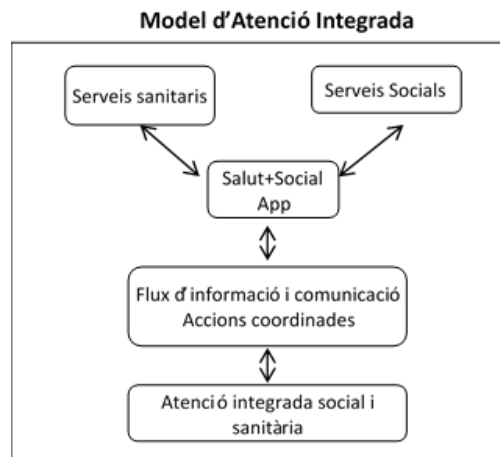 Model d'Atenció Integrada
Serveis sanitaris
Serveis Socials
Salut+Social
App
Flux d'informació i comunicació
Accions coordinades
Atenció integrada social i
sanitària